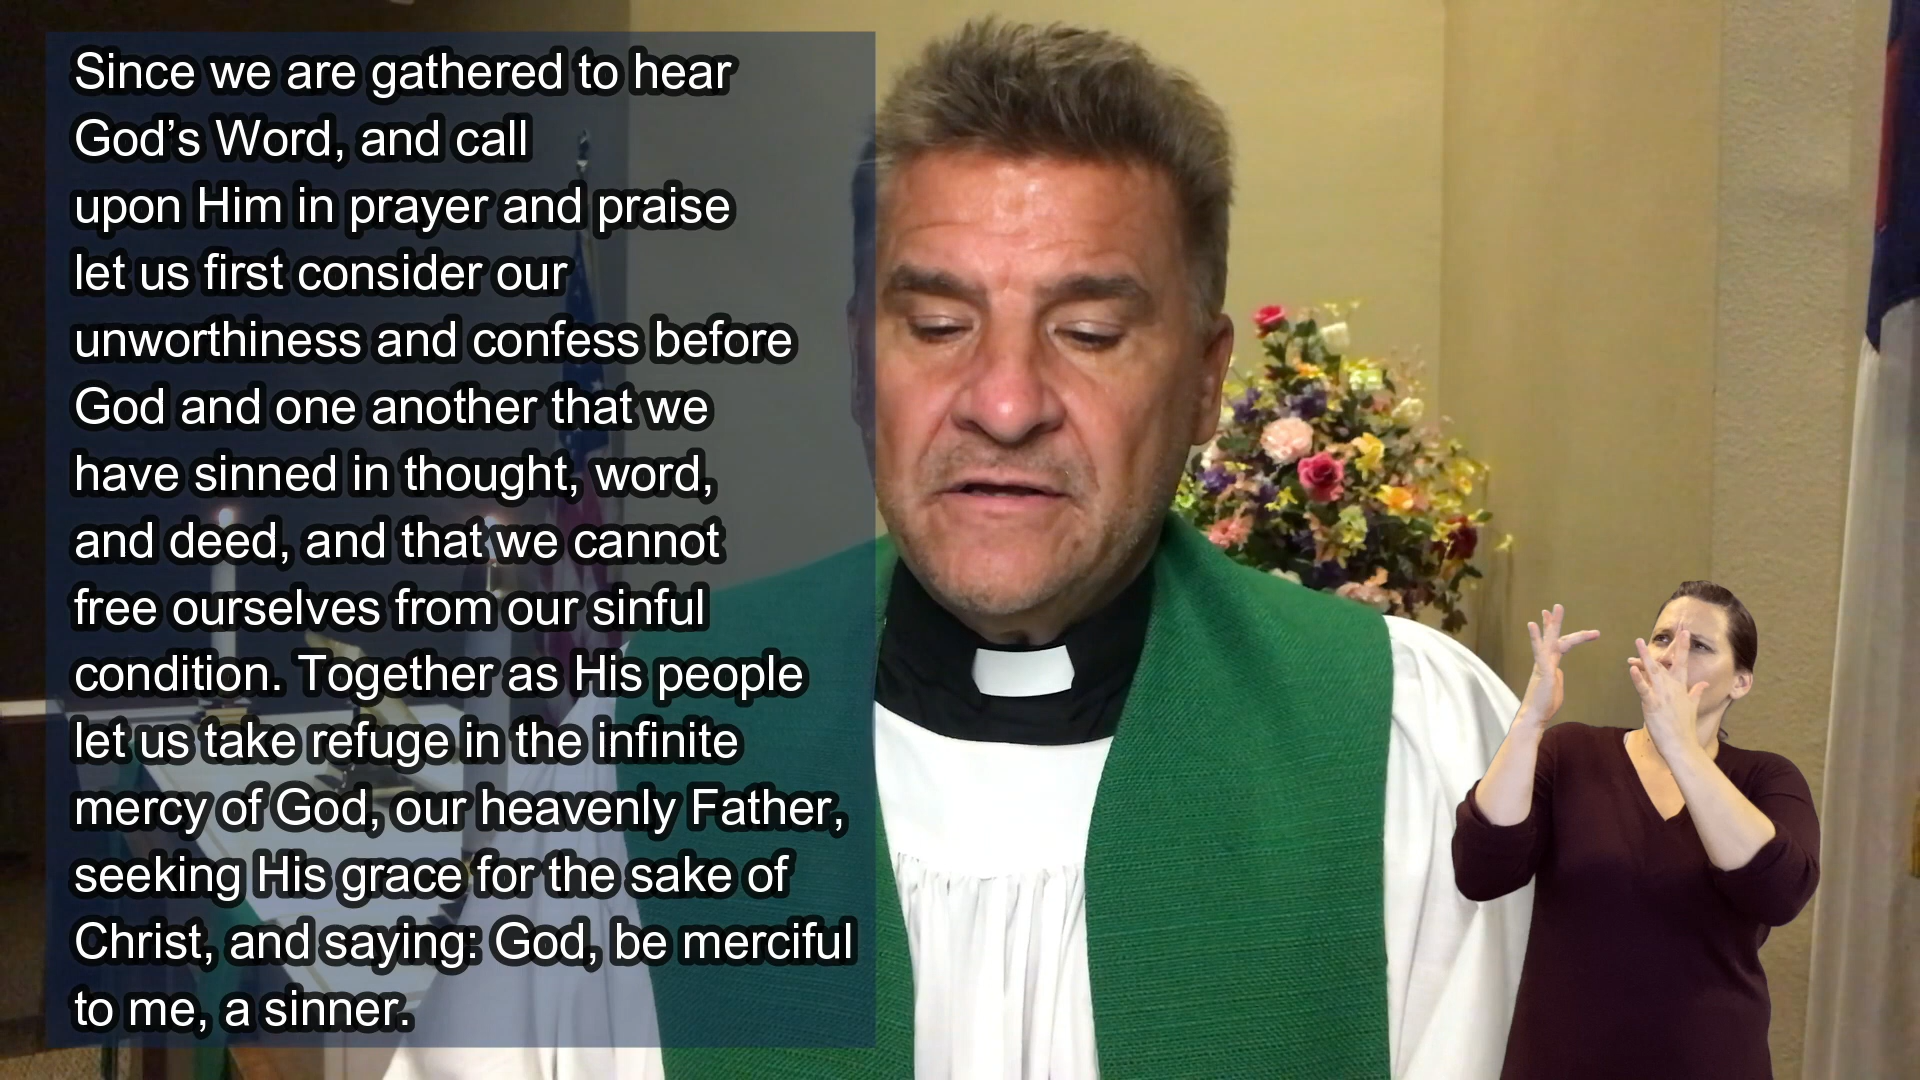 Since we are gathered to hear
God’s Word, and call
upon Him in prayer and praise
let us first consider our
unworthiness and confess before
God and one another that we
have sinned in thought, word,
and deed, and that we cannot
free ourselves from our sinful
condition. Together as His people
let us take refuge in the infinite
mercy of God, our heavenly Father,
seeking His grace for the sake of
Christ, and saying: God, be merciful
to me, a sinner.